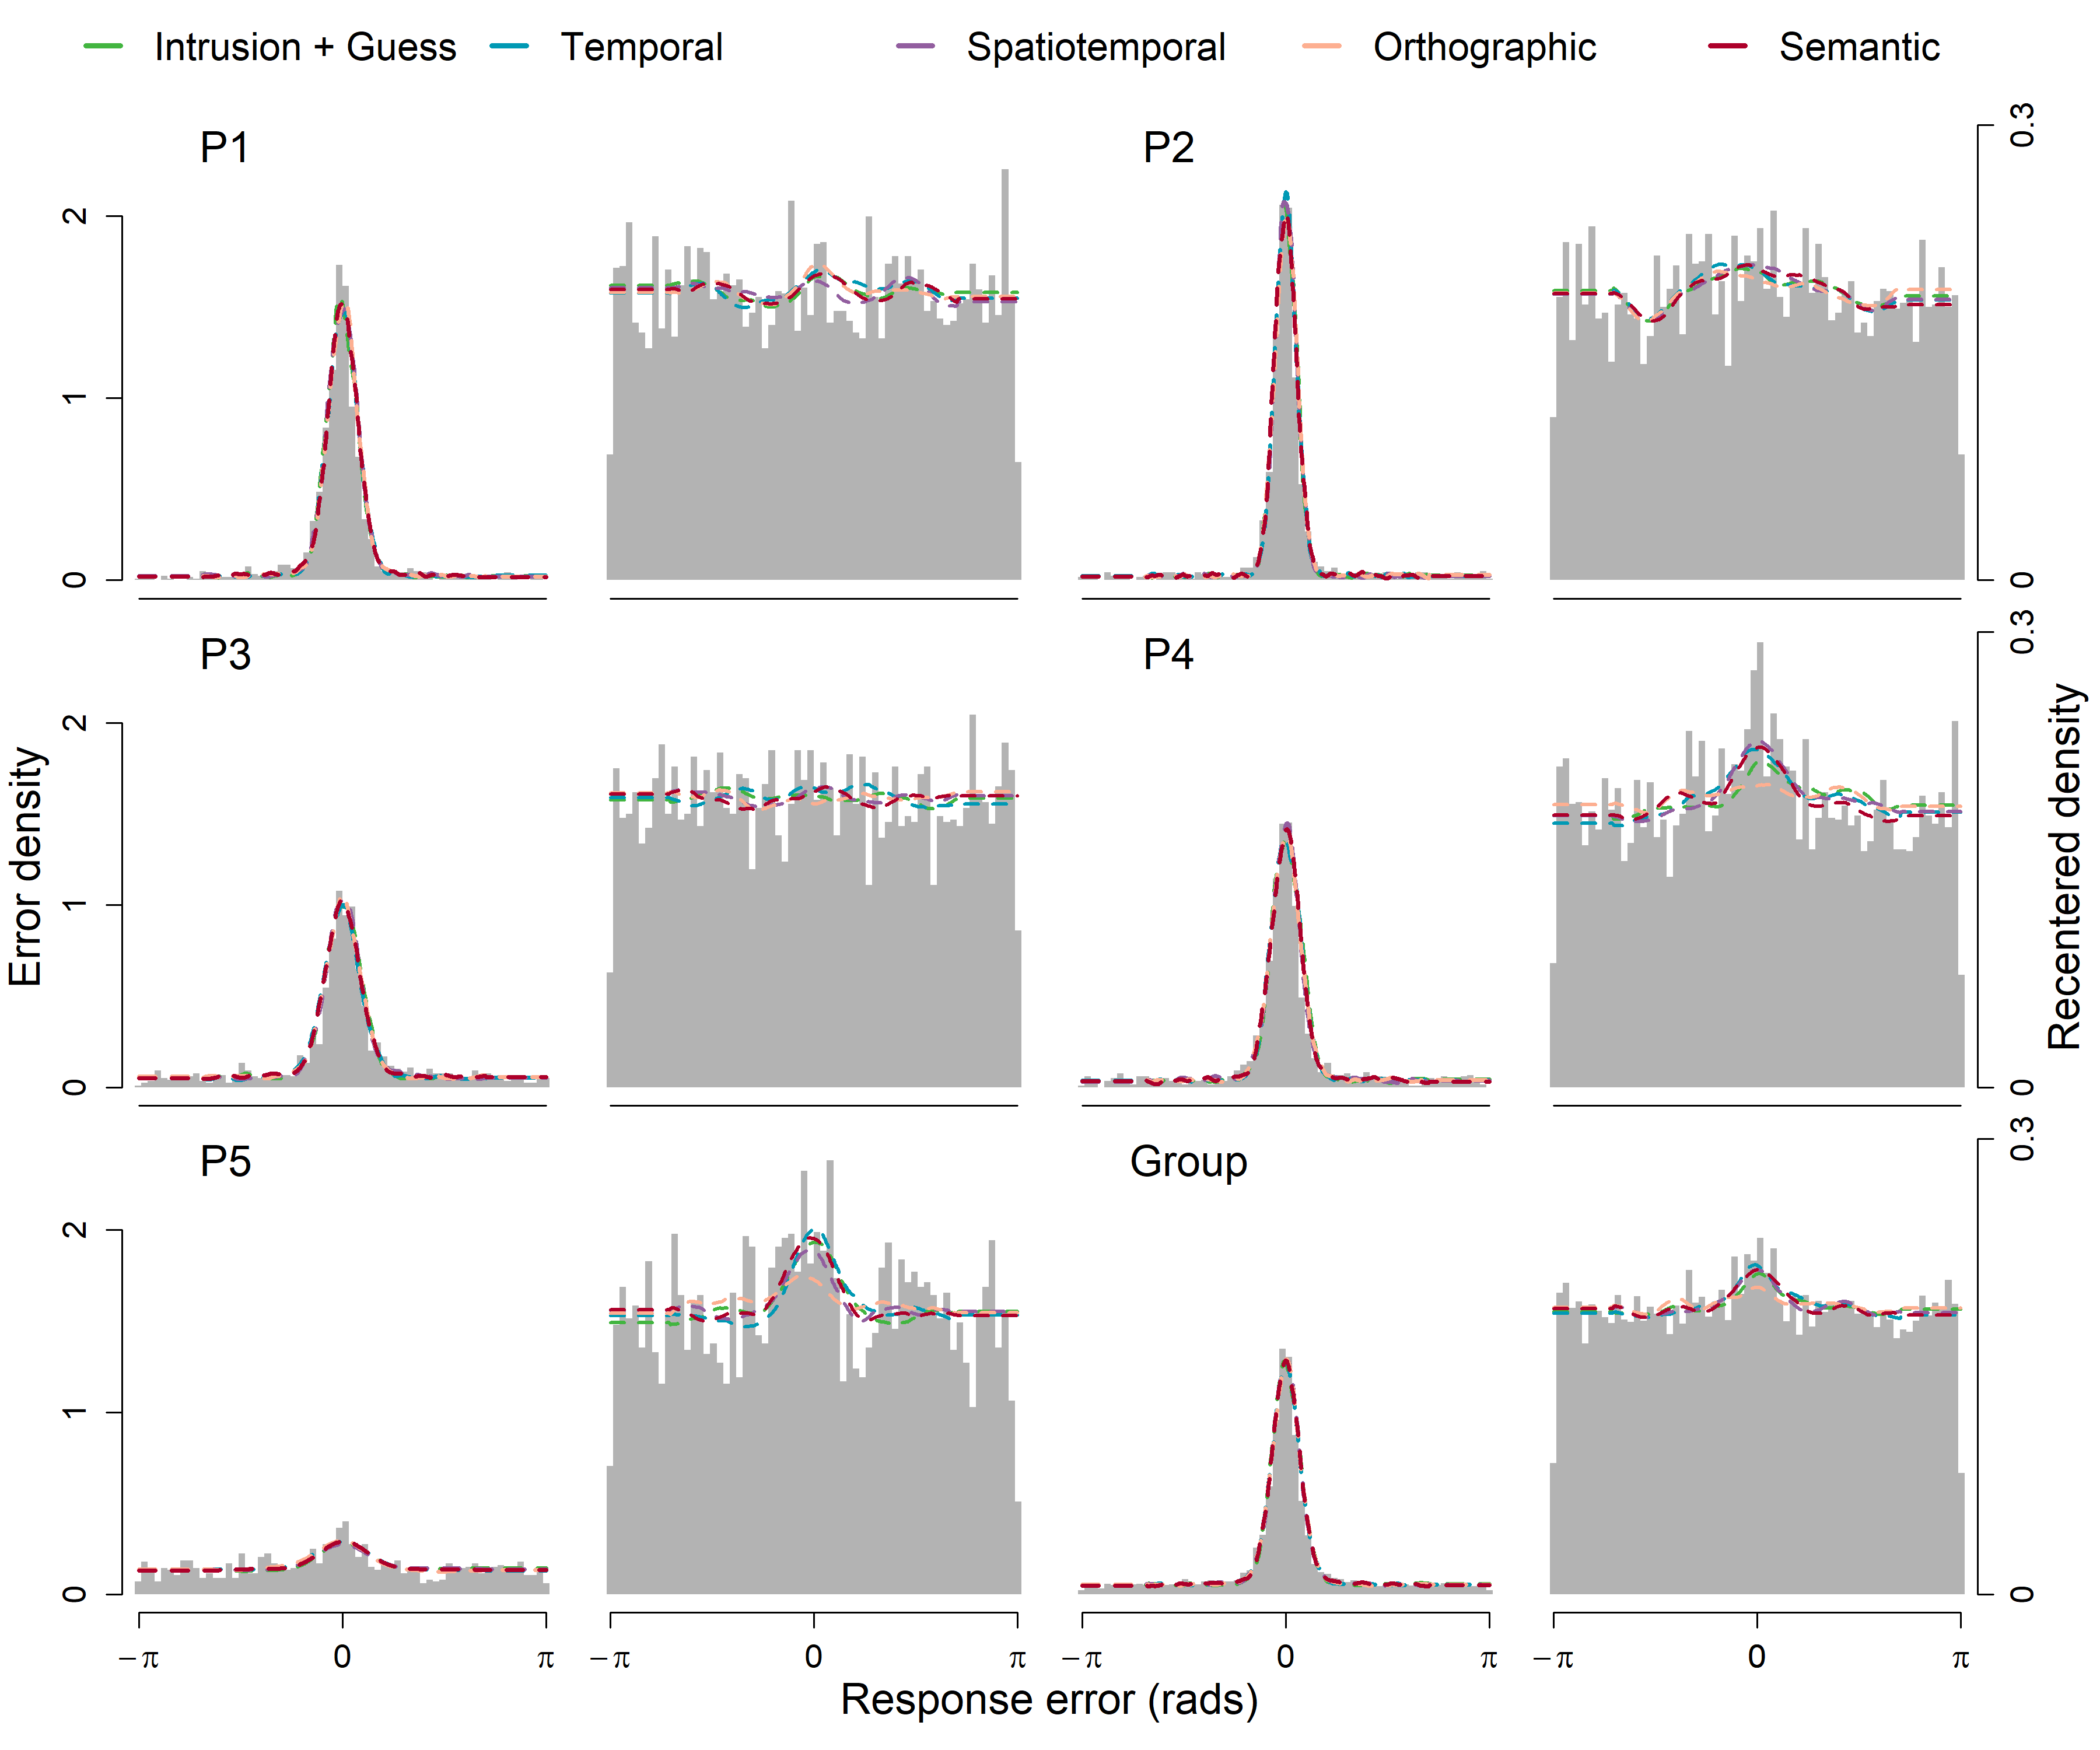 Intrusion + Guess Temporal Spatiotemporal Orthographic Semantic
P1 P2
0 1 2
0 0.3
P3 P4
0 1 2
0 0.3
Error density
Recentered density
P5 Group
0 1 2
0 0.3
−π 0 π −π 0 π −π 0 π −π 0 π
Response error (rads)